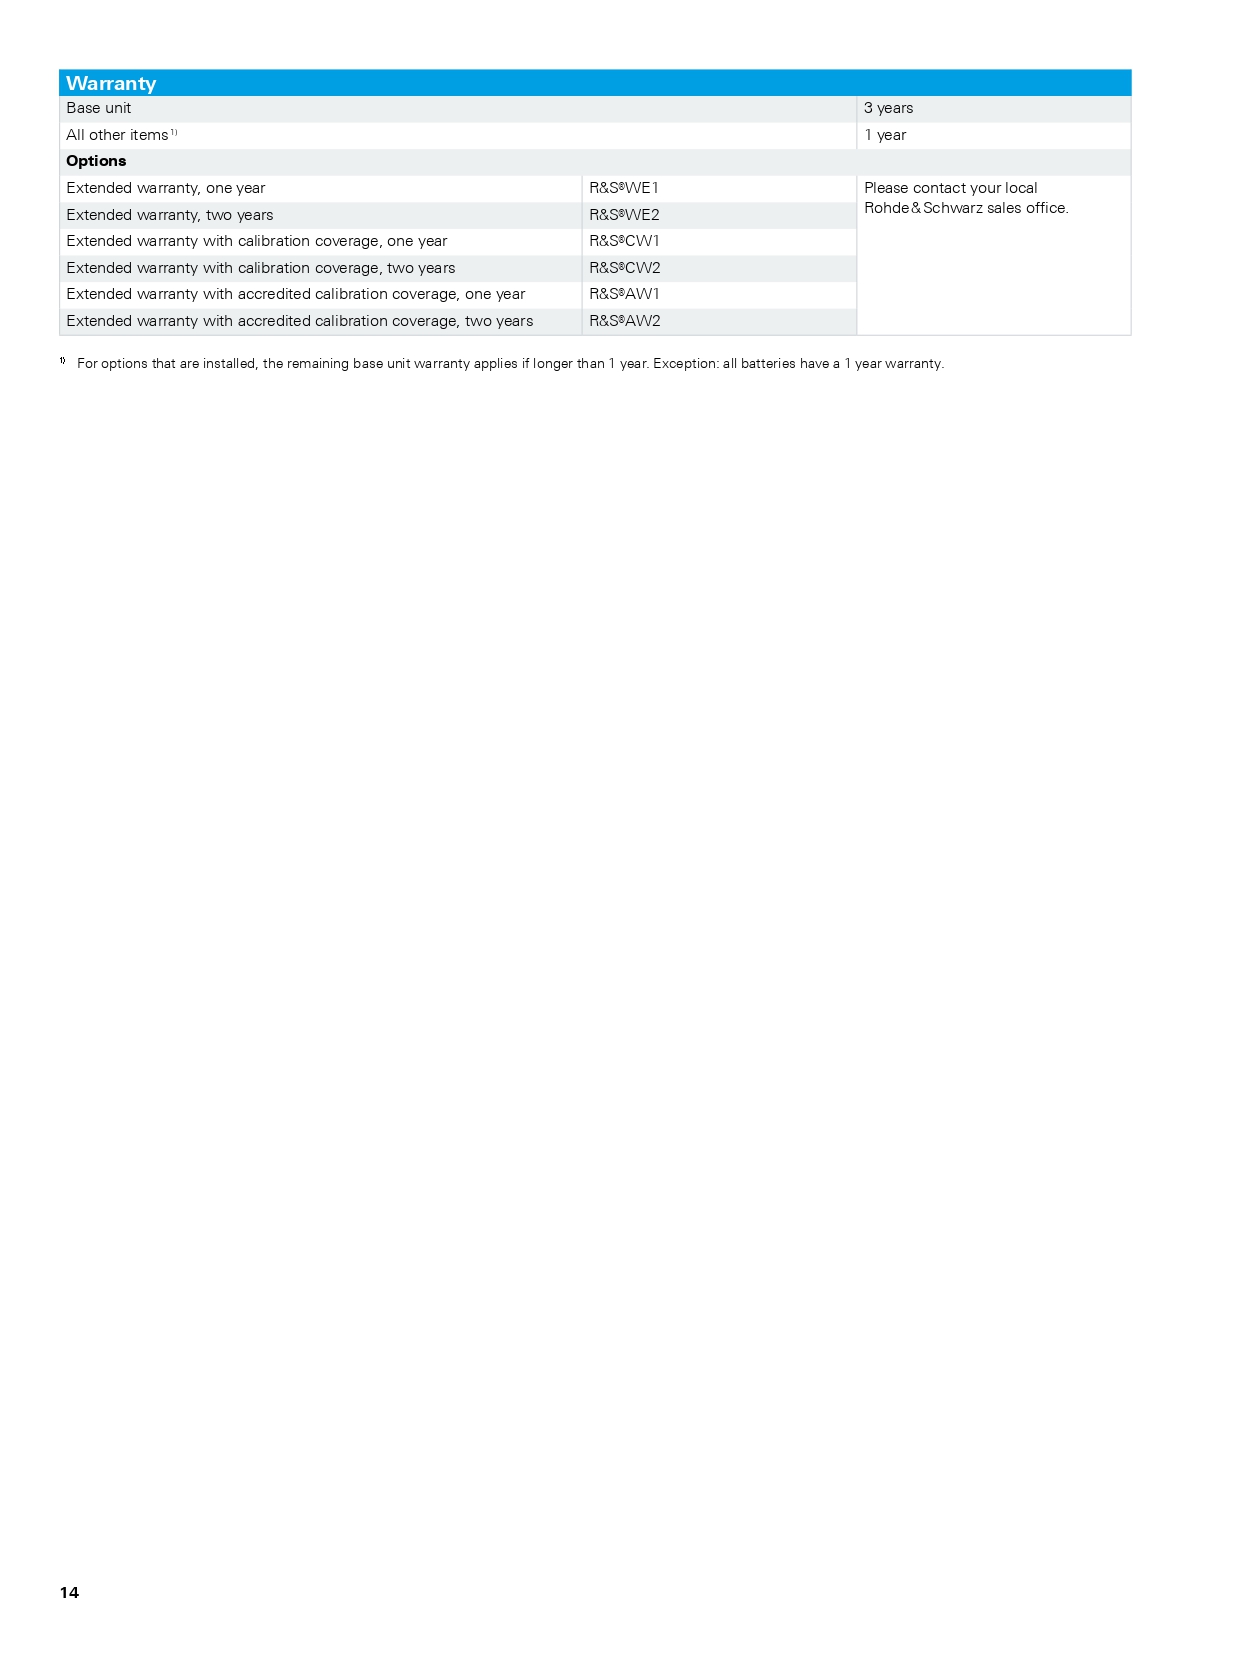 Warranty
Base unit 3 years
All other items 1) 1 year
Options
Extended warranty, one year R&S®WE1 Please contact your local
Rohde & Schwarz sales office.
Extended warranty, two years R&S®WE2
Extended warranty with calibration coverage, one year R&S®CW1
Extended warranty with calibration coverage, two years R&S®CW2
Extended warranty with accredited calibration coverage, one year R&S®AW1
Extended warranty with accredited calibration coverage, two years R&S®AW2
1) For options that are installed, the remaining base unit warranty applies if longer than 1 year. Exception: all batteries have a 1 year warranty.
14